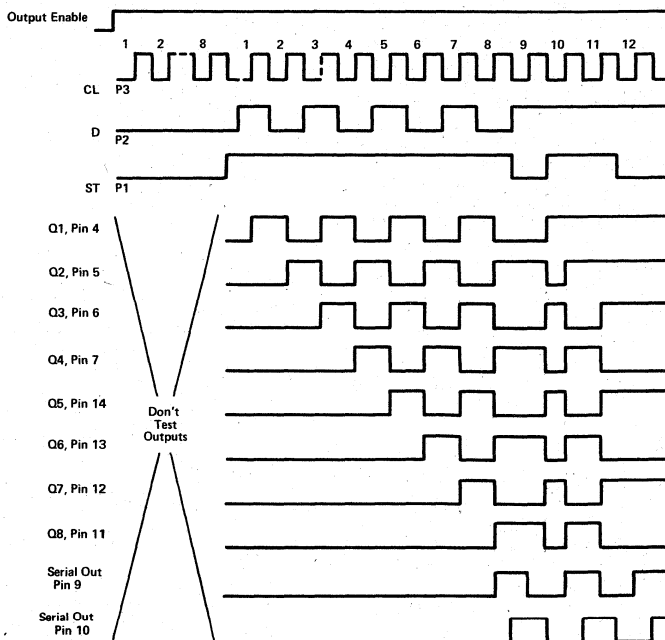 Output Enable
1 2 8 1 2 3 4 5 6 7 8 9 10 11 12
CL P3
D P2
ST P1
Q1, Pin 4
Q2, Pin 5
Q3, Pin 6
Q4, Pin 7
Q5, Pin 14
Q6, Pin 13
Q7, Pin 12
Q8, Pin 11
Don't
Test
Outputs
Serial Out
Pin 9
Serial Out
Pin 10